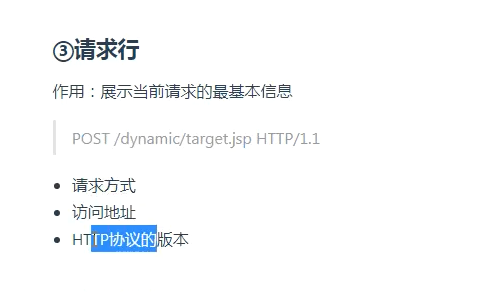 ③请求行
作用：展示当前请求的最基本信息
POST /dynamic/target.jsp HTTP/1.1
• 请求方式
• 访问地址
• HTTP协议的版本